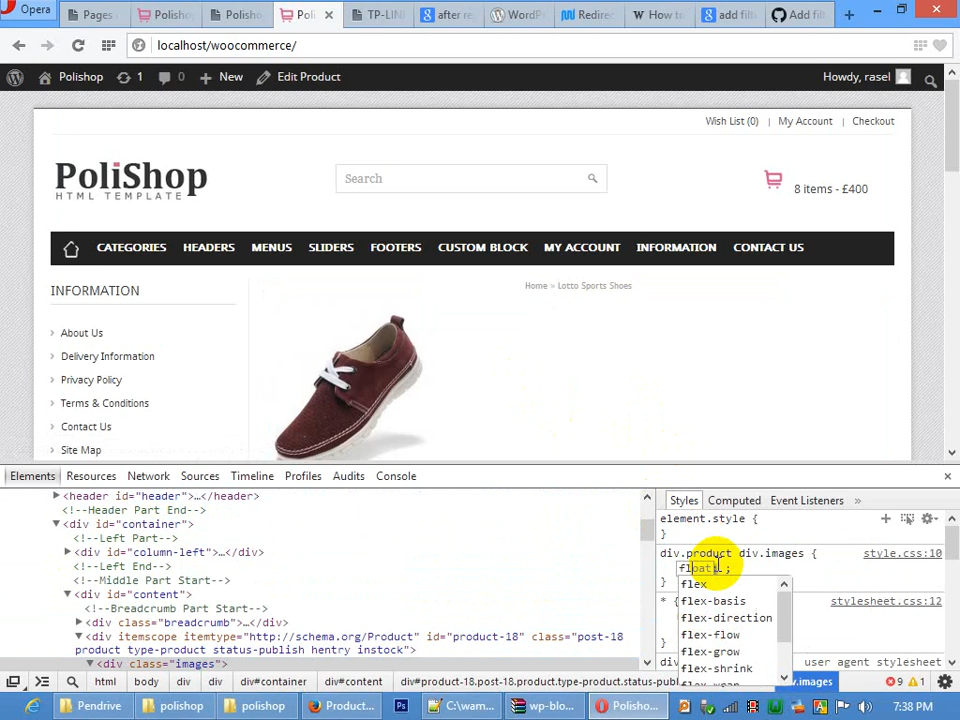 Opera
Pages
Polisho
Polisho
Poli
TP-LIN
after re
WordP
Redirec
How to
add filt
Add filt
localhost/woocommerce/
Polishop
1
0
New
Edit Product
Howdy, rasel
Wish List (0) | My Account | Checkout
PoliShop
HTML TEMPLATE
Search
8 items - £400
CATEGORIES
HEADERS
MENUS
SLIDERS
FOOTERS
CUSTOM BLOCK
MY ACCOUNT
INFORMATION
CONTACT US
INFORMATION
Home » Lotto Sports Shoes
About Us
Delivery Information
Privacy Policy
Terms & Conditions
Contact Us
Site Map
Elements Resources Network Sources Timeline Profiles Audits Console
<header id="header">…</header>
<!--Header Part End-->
<div id="container">
<!--Left Part-->
<div id="column-left">…</div>
<!--Left End-->
<!--Middle Part Start-->
<div id="content">
<!--Breadcrumb Part Start-->
<div class="breadcrumb">…</div>
<div itemscope itemtype="http://schema.org/Product" id="product-18" class="post-18
product type-product status-publish hentry instock">
<div class="images">
Styles Computed Event Listeners »
element.style {
}
div.product div.images {
style.css:10
float: ;
}
flex
flex-basis
flex-direction
flex-flow
flex-grow
flex-shrink
* {
stylesheet.css:12
}
di
user agent stylesheet
html body div div div#container div#content div#product-18.post-18.product.type-product.status-publ
iv.images
9 1
Pendrive
polishop
polishop
Product...
C:\wam...
wp-blo...
Polisho...
7:38 PM